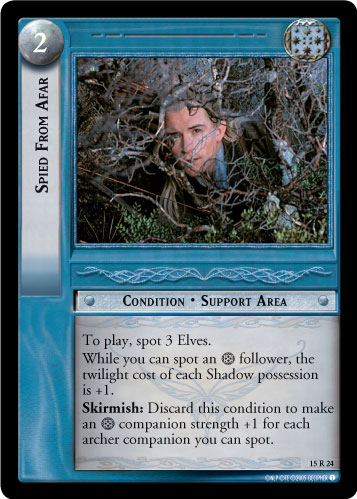 2
SPIED FROM AFAR
CONDITION • SUPPORT AREA
To play, spot 3 Elves.
While you can spot an follower, the
twilight cost of each Shadow possession
is +1.
Skirmish: Discard this condition to make
an companion strength +1 for each
archer companion you can spot.
15 R 24